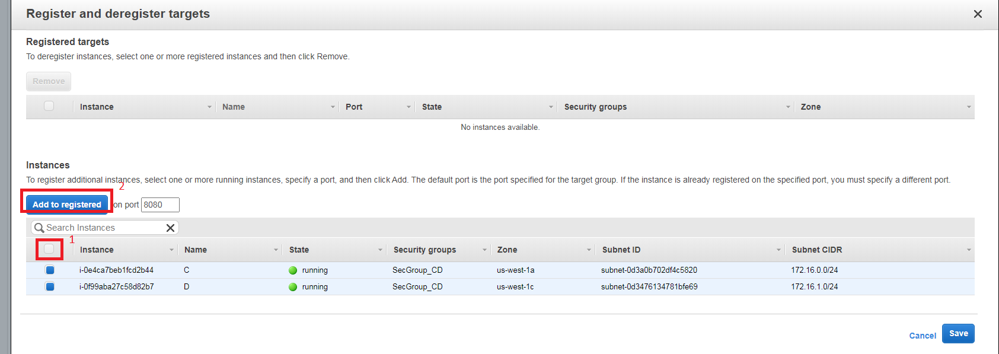 Register and deregister targets
Registered targets
To deregister instances, select one or more registered instances and then click Remove.
Remove
Instance Name Port State Security groups Zone
No instances available.
Instances
To register additional instances, select one or more running instances, specify a port, and then click Add. The default port is the port specified for the target group. If the instance is already registered on the specified port, you must specify a different port.
2
Add to registered on port 8080
Search Instances
1
Instance Name State Security groups Zone Subnet ID Subnet CIDR
i-0e4ca7beb1fcd2b44 C running SecGroup_CD us-west-1a subnet-0d3a0b702df4c5820 172.16.0.0/24
i-0f99aba27c58d82b7 D running SecGroup_CD us-west-1c subnet-0d3476134781bfe69 172.16.1.0/24
Cancel Save